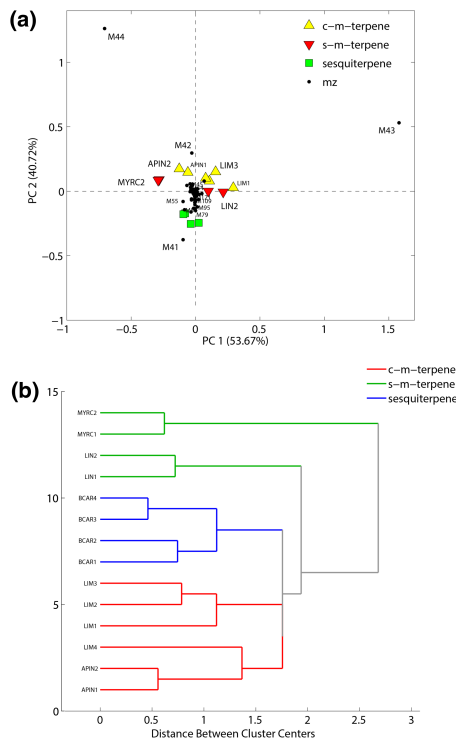 (a)
c−m−terpene
s−m−terpene
sesquiterpene
mz
M44
M43
M42
APIN2
APIN1
LIM3
MYRC2
LIM1
M55
M109
LIN2
M95
M79
M41
1
0.5
0
−0.5
−1
PC 2 (40.72%)
−1 −0.5 0 0.5 1 1.5
PC 1 (53.67%)
(b)
c−m−terpene
s−m−terpene
sesquiterpene
15
10
5
0
MYRC2
MYRC1
LIN2
LIN1
BCAR4
BCAR3
BCAR2
BCAR1
LIM3
LIM2
LIM1
LIM4
APIN2
APIN1
0 0.5 1 1.5 2 2.5 3
Distance Between Cluster Centers